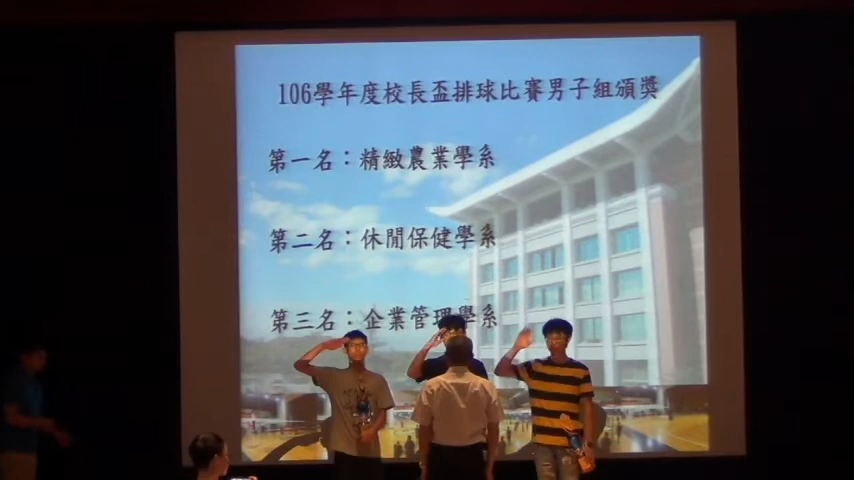 106學年度校長盃排球比賽男子組頒獎
第一名：精緻農業學系
第二名：休閒保健學系
第三名：企業管理學系